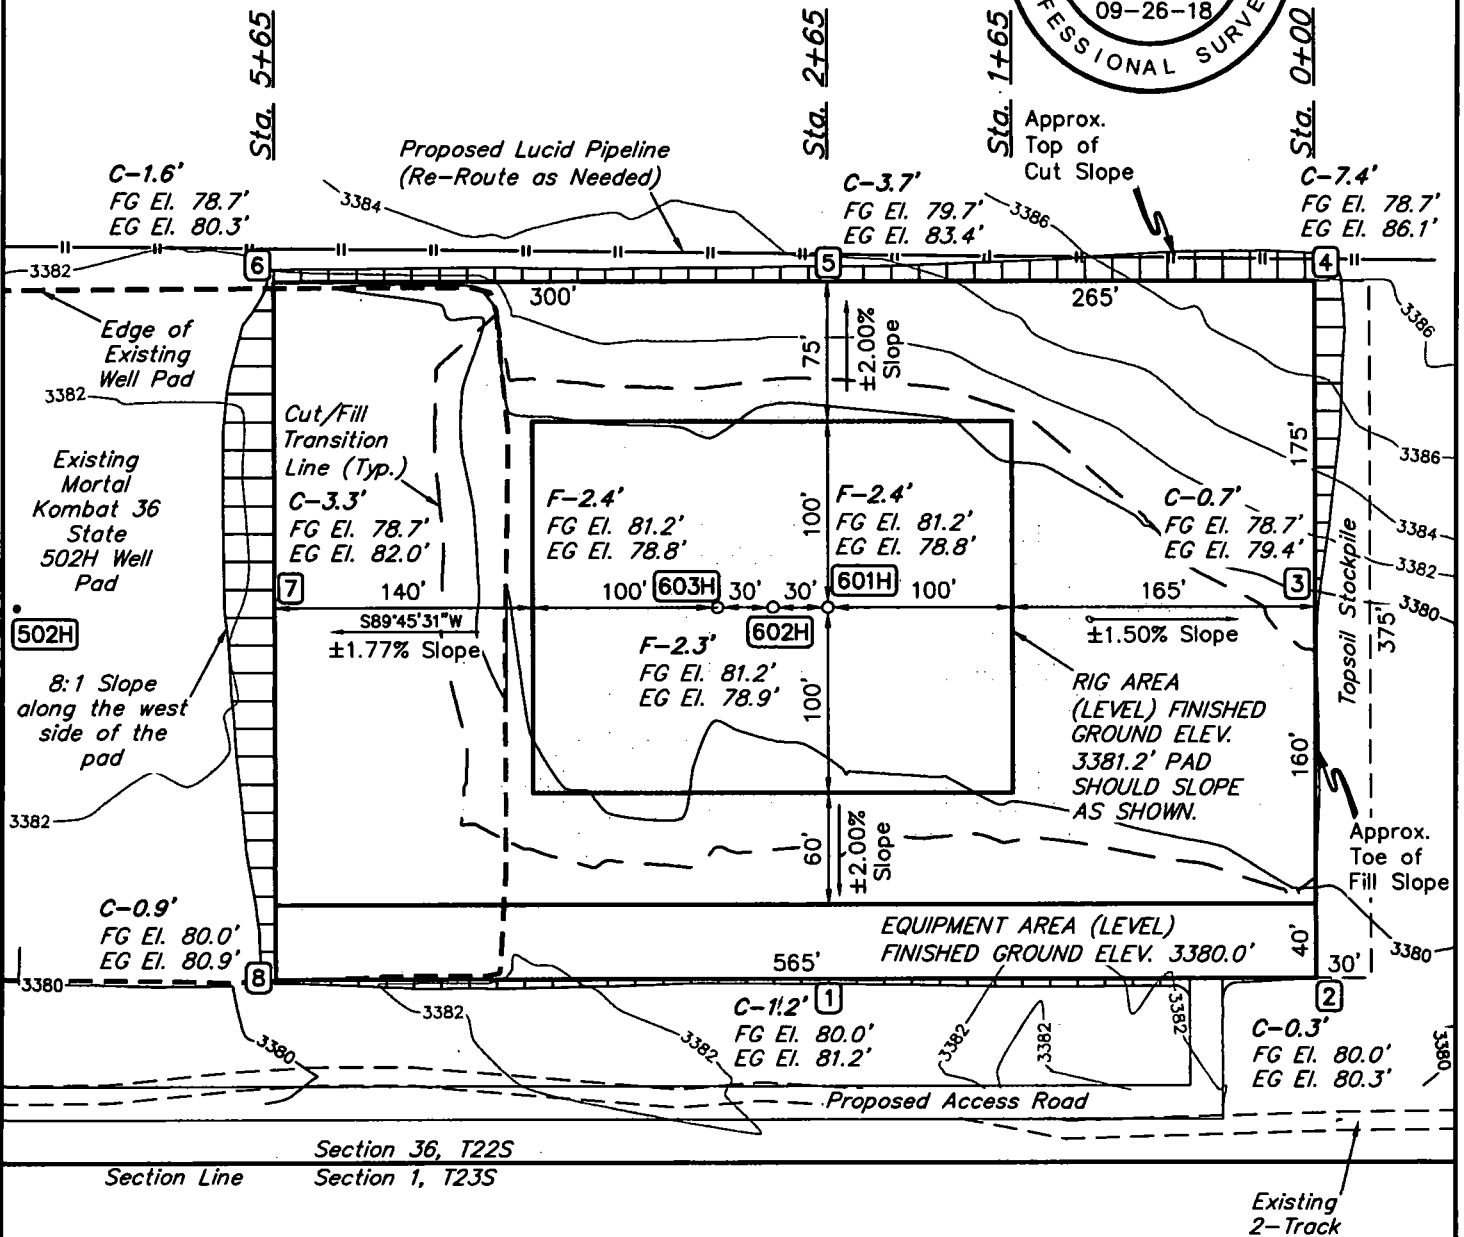 09-26-18
FESSIONAL SURVE
Sta. 5+65
Sta. 2+65
Sta. 1+65
Sta. 0+00
Approx.
Top of
Cut Slope
Proposed Lucid Pipeline
(Re-Route as Needed)
C-1.6'
FG El. 78.7'
EG El. 80.3'
C-3.7'
FG El. 79.7'
EG El. 83.4'
C-7.4'
FG El. 78.7'
EG El. 86.1'
3384
3386
3382
6
5
4
300'
265'
Edge of
Existing
Well Pad
75'
±2.00%
Slope
3386
3382
Cut/Fill
Transition
Line (Typ.)
175'
3386
Existing
Mortal
Kombat 36
State
502H Well
Pad
C-3.3'
FG El. 78.7'
EG El. 82.0'
F-2.4'
FG El. 81.2'
EG El. 78.8'
100'
F-2.4'
FG El. 81.2'
EG El. 78.8'
C-0.7'
FG El. 78.7'
EG El. 79.4'
3384
3382
3380
7
140'
100'
603H
30'
30'
601H
100'
165'
3
502H
S89°45'31"W
±1.77% Slope
602H
±1.50% Slope
Topsoil Stockpile
375'
F-2.3'
FG El. 81.2'
EG El. 78.9'
100'
8:1 Slope
along the west
side of the
pad
RIG AREA
(LEVEL) FINISHED
GROUND ELEV.
3381.2' PAD
SHOULD SLOPE
AS SHOWN.
160'
3382
60'
±2.00%
Slope
Approx.
Toe of
Fill Slope
C-0.9'
FG El. 80.0'
EG El. 80.9'
EQUIPMENT AREA (LEVEL)
FINISHED GROUND ELEV. 3380.0'
40'
3380
3380
8
565'
30'
1
2
3382
C-1.2'
FG El. 80.0'
EG El. 81.2'
3382
3382
3382
3382
C-0.3'
FG El. 80.0'
EG El. 80.3'
3380
3380
Proposed Access Road
Section 36, T22S
Section Line
Section 1, T23S
Existing
2-Track